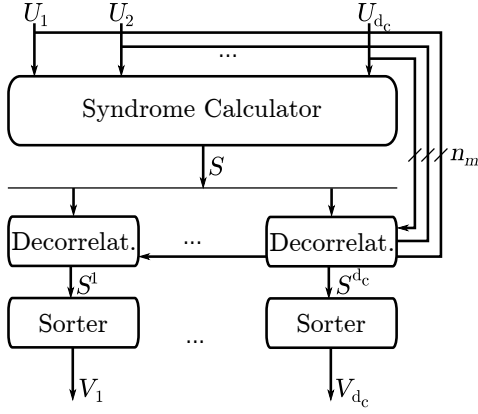 U1 U2 Udc
...
Syndrome Calculator
S
nm
Decorrelat. ... Decorrelat.
S1 Sdc
Sorter ... Sorter
V1 Vdc